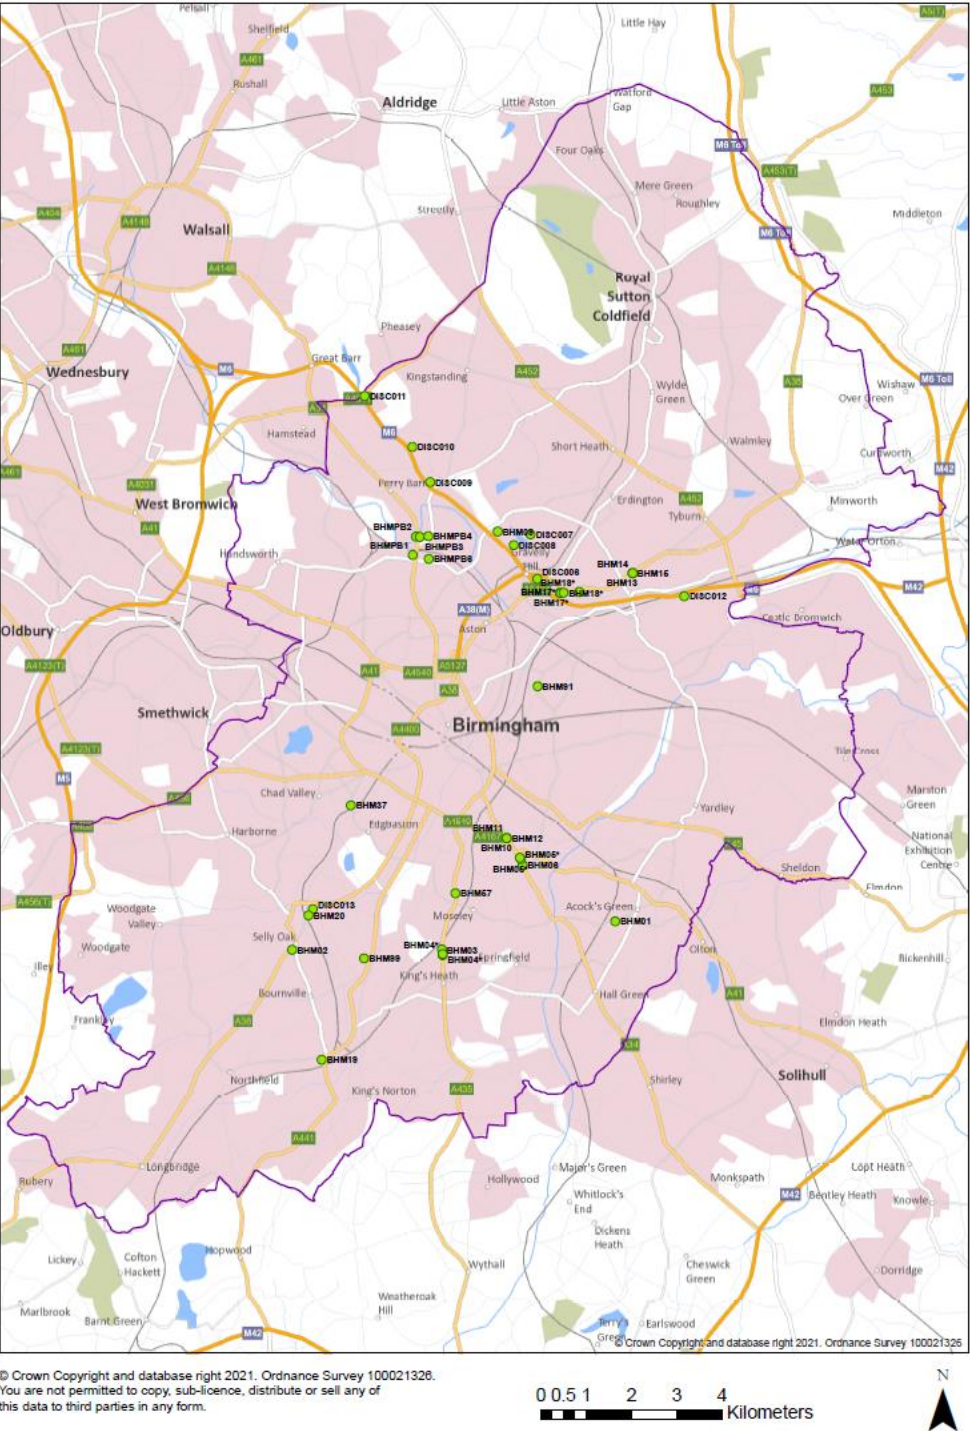 Pelsall
Little Hay
A5(T)
Shelfield
A461
Rushall
A453
Aldridge
Little Aston
Watford
Gap
Four Oaks
M6 Toll
A453(T)
Mere Green
Roughley
Streetly
Middleton
A4148
Walsall
M6 Toll
A4148
Royal
Sutton
Coldfield
Pheasey
A461
Great Barr
Wednesbury
M6
Kingstanding
A452
A38
M6 Toll
Wishaw
Over Green
Wylde
Green
DISC011
M6
Hamstead
DISC010
Short Heath
Walmley
Curdworth
M42
A461
A4031
Perry Barr
DISC009
West Bromwich
Erdington
A452
Tyburn
Minworth
A41
BHMPB2
BHMPB4
BHMPB1
BHMPB3
BHMPB6
DISC007
DISC008
Gravelly
Hill
Water Orton
Handsworth
DISC006
BHM18*
BHM14
BHM15
BHM13
BHM17*
BHM18*
BHM17*
M42
DISC012
A38(M)
Castle Bromwich
Aston
Oldbury
A4123(T)
A41
A4540
A5127
A38
BHM91
Smethwick
Birmingham
A4400
A4123(T)
Tile Cross
M5
Chad Valley
BHM37
Marston
Green
Yardley
Harborne
Edgbaston
A4540
BHM11
BHM12
BHM10
National
Exhibition
Centre
BHM05*
BHM06
BHM05*
Sheldon
Elmdon
A456(T)
BHM57
Woodgate
Valley
DISC013
BHM20
Moseley
Acock's Green
BHM01
Selly Oak
Woodgate
BHM02
BHM04*
BHM03
BHM04*
Springfield
Olton
Bickenhill
Illey
BHM99
King's Heath
Bournville
Hall Green
A41
Frankley
A38
Elmdon Heath
A34
BHM19
Northfield
King's Norton
A435
Shirley
Solihull
A441
Longbridge
Rubery
Major's Green
Monkspath
Lopt Heath
Hollywood
Whitlock's
End
M42
Bentley Heath
Knowle
Dickens
Heath
Lickey
Cofton
Hackett
Hopwood
Wythall
Cheswick
Green
Dorridge
Marlbrook
Barnt Green
Weatheroak
Hill
M42
Terry's
Green
Earlswood
© Crown Copyright and database right 2021. Ordnance Survey 100021326
© Crown Copyright and database right 2021. Ordnance Survey 100021326.
You are not permitted to copy, sub-licence, distribute or sell any of
this data to third parties in any form.
N
0 0.5 1 2 3 4
Kilometers